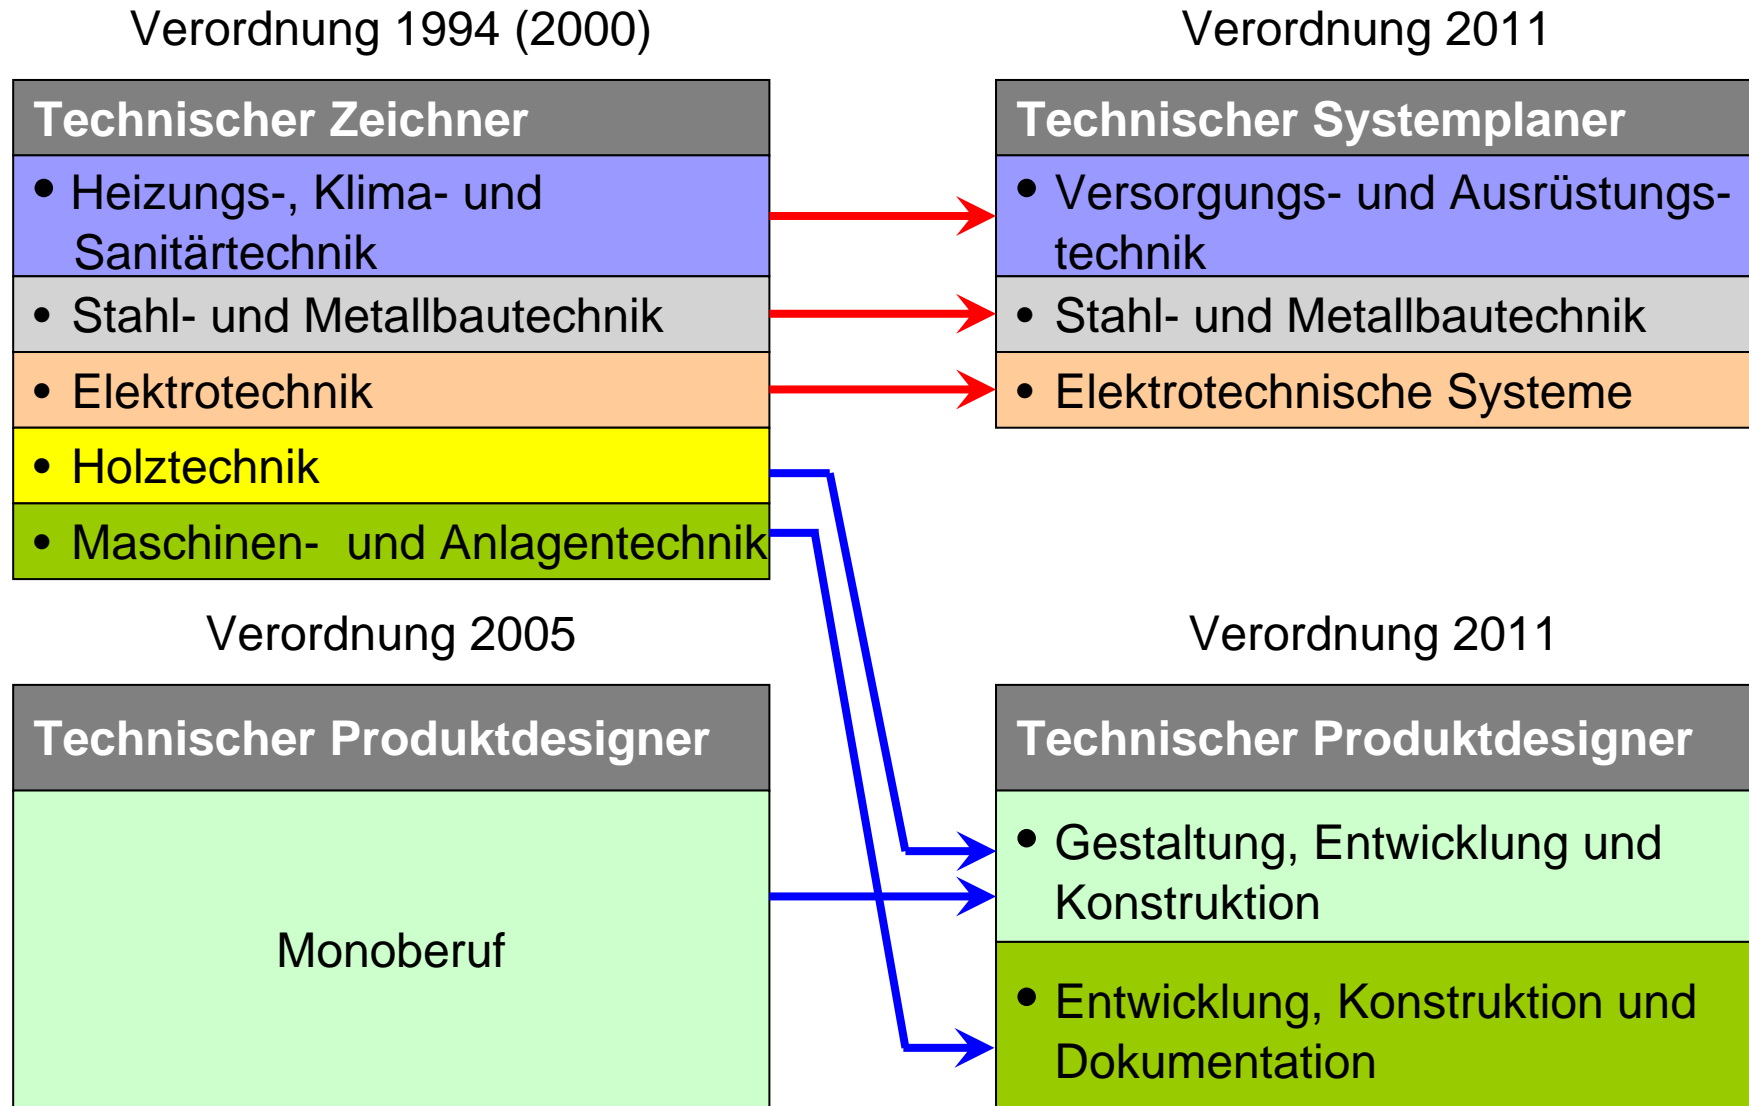 Verordnung 1994 (2000)
Technischer Zeichner
• Heizungs-, Klima- und
Sanitärtechnik
• Stahl- und Metallbautechnik
• Elektrotechnik
• Holztechnik
• Maschinen- und Anlagentechnik
Verordnung 2011
Technischer Systemplaner
• Versorgungs- und Ausrüstungs-
technik
• Stahl- und Metallbautechnik
• Elektrotechnische Systeme
Verordnung 2005
Technischer Produktdesigner
Monoberuf
Verordnung 2011
Technischer Produktdesigner
• Gestaltung, Entwicklung und
Konstruktion
• Entwicklung, Konstruktion und
Dokumentation